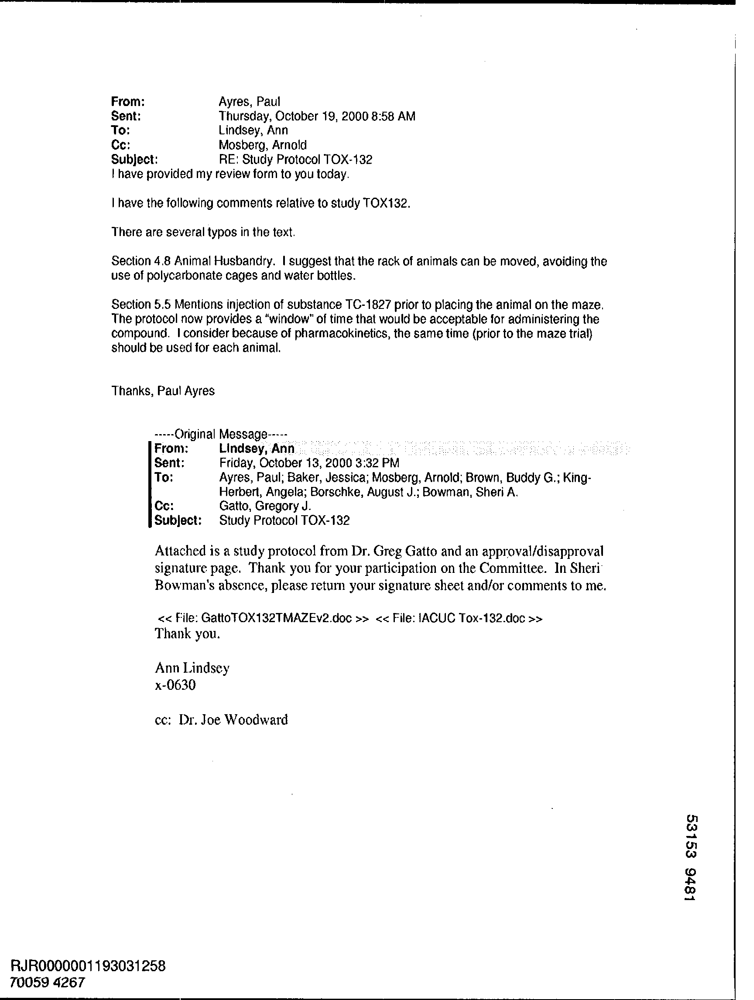 From: Ayres, Paul
Sent: Thursday, October 19, 2000 8:58 AM
To: Lindsey, Ann
Cc: Mosberg, Arnold
Subject: RE: Study Protocol TOX-132
I have provided my review form to you today.
I have the following comments relative to study TOX132.
There are several typos in the text.
Section 4.8 Animal Husbandry. I suggest that the rack of animals can be moved, avoiding the
use of polycarbonate cages and water bottles.
Section 5.5 Mentions injection of substance TC-1827 prior to placing the animal on the maze.
The protocol now provides a "window" of time that would be acceptable for administering the
compound. I consider because of pharmacokinetics, the same time (prior to the maze trial)
should be used for each animal.
Thanks, Paul Ayres
-----Original Message-----
From: Lindsey, Ann
Sent: Friday, October 13, 2000 3:32 PM
To: Ayres, Paul; Baker, Jessica; Mosberg, Arnold; Brown, Buddy G.; King-
Herbert, Angela; Borschke, August J.; Bowman, Sheri A.
Cc: Gatto, Gregory J.
Subject: Study Protocol TOX-132
Attached is a study protocol from Dr. Greg Gatto and an approval/disapproval
signature page. Thank you for your participation on the Committee. In Sheri
Bowman's absence, please return your signature sheet and/or comments to me.
<< File: GattoTOX132TMAZEv2.doc >> << File: IACUC Tox-132.doc >>
Thank you.
Ann Lindsey
x-0630
cc: Dr. Joe Woodward
53153 9481
RJR0000001193031258
70059 4267